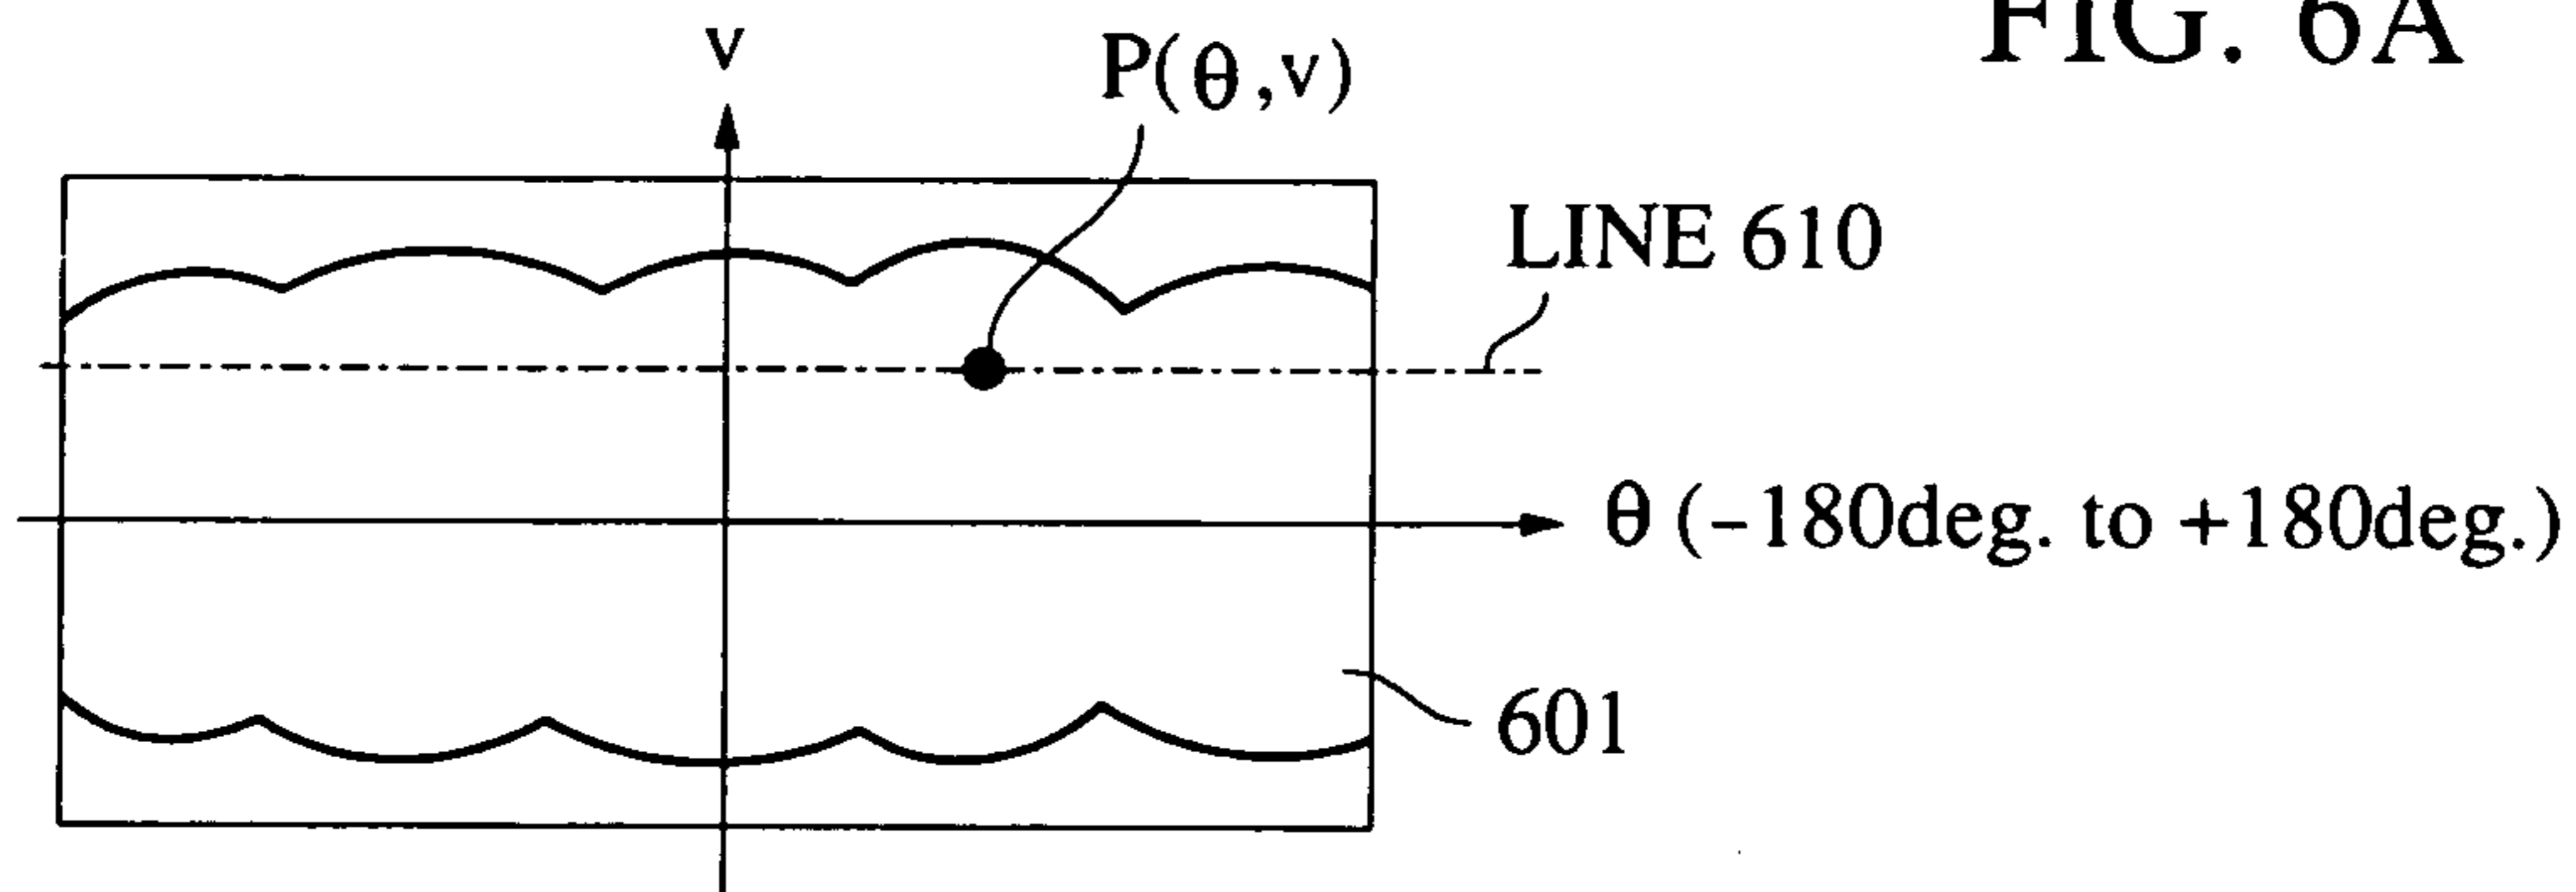 FIG. 6A
v
P(θ,v)
LINE 610
θ (-180deg. to +180deg.)
601